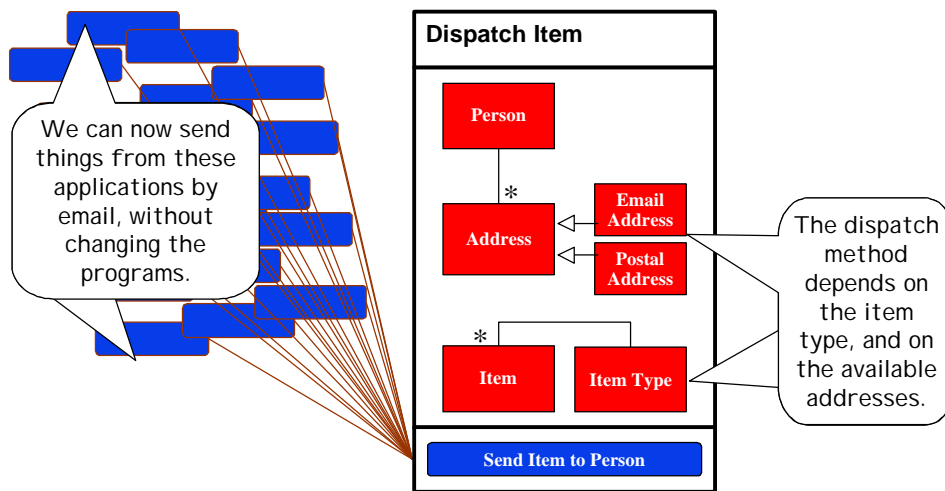 Dispatch Item
Person
*
Address
Email
Address
Postal
Address
*
Item
Item Type
Send Item to Person
We can now send
things from these
applications by
email, without
changing the
programs.
The dispatch
method
depends on
the item
type, and on
the available
addresses.